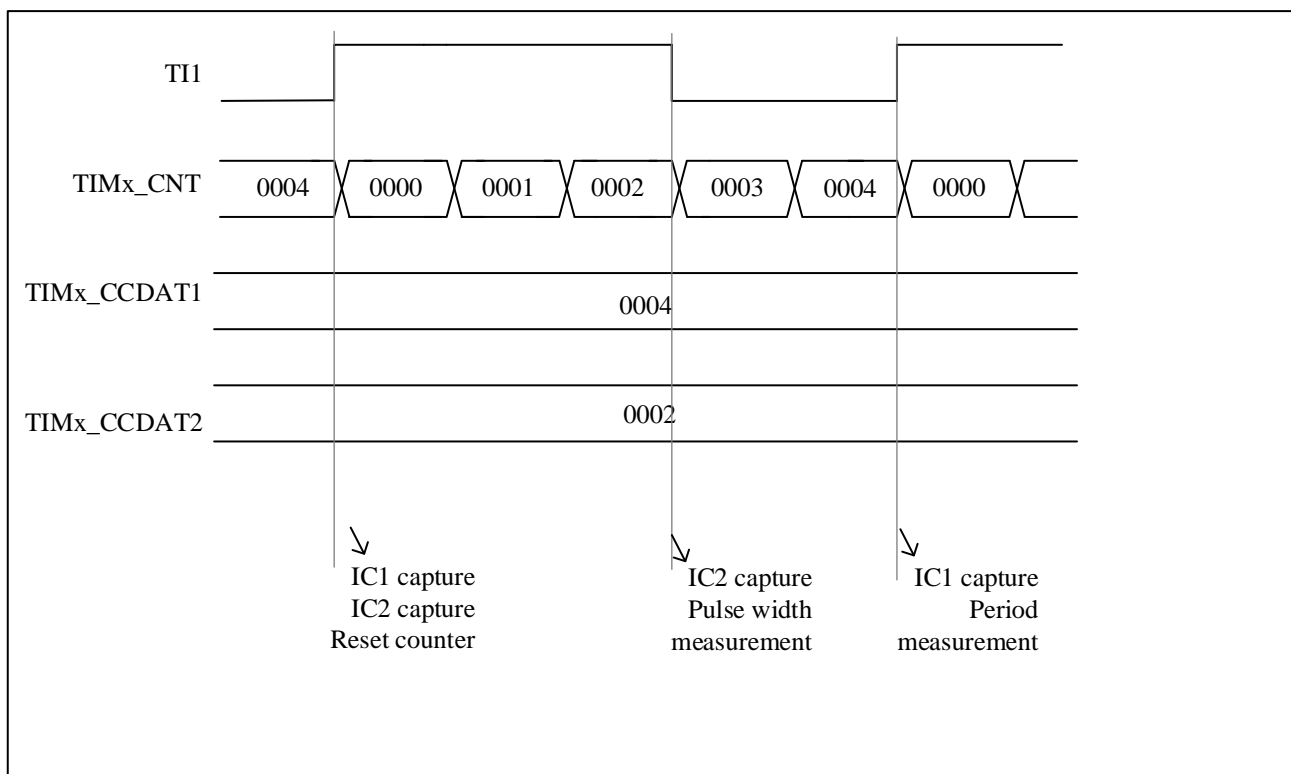 TI1
TIMx_CNT
0004 0000 0001 0002 0003 0004 0000
TIMx_CCDAT1
0004
TIMx_CCDAT2
0002
IC1 capture
IC2 capture
Reset counter
IC2 capture
Pulse width
measurement
IC1 capture
Period
measurement